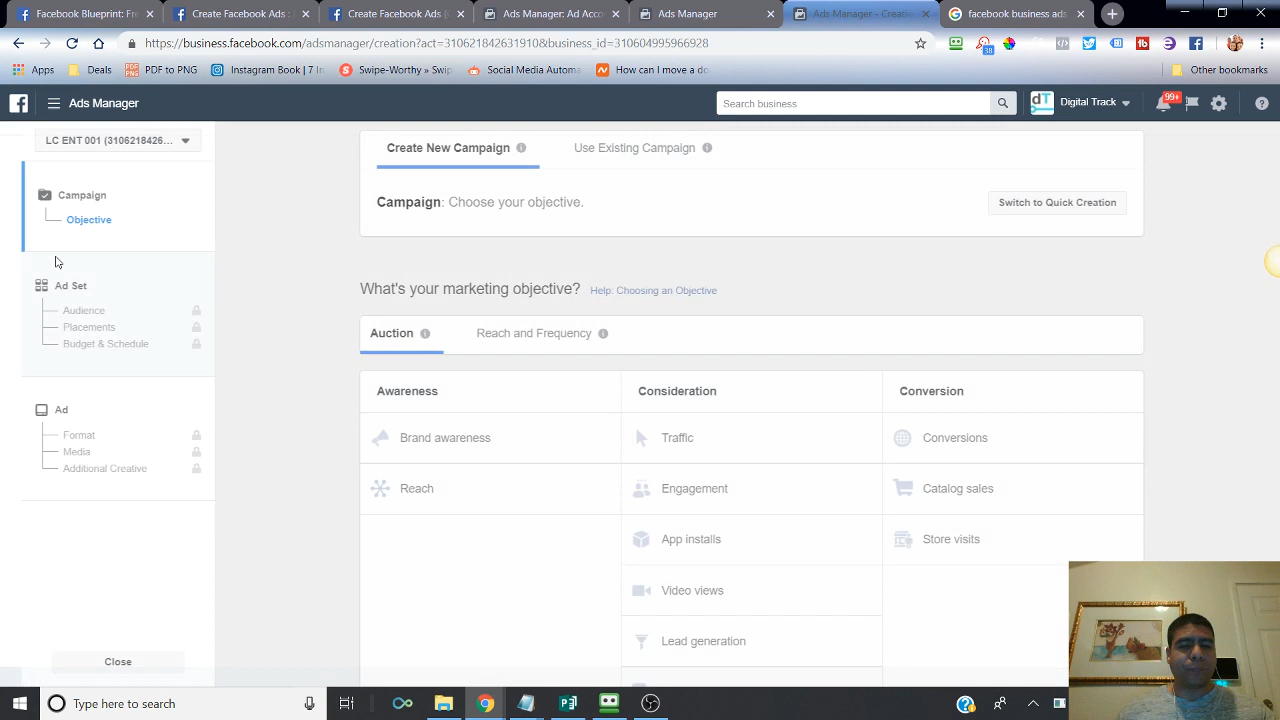 Facebook Blueprint: Fre
Create Facebook Ads :
Create Facebook Ads (
Ads Manager: Ad Acco
Ads Manager
Ads Manager - Creatio
facebook business ads
https://business.facebook.com/adsmanager/creation?act=310621842631910&business_id=310604995966928
38
Apps
Deals
PDF to PNG
Instagram Book | 7 In
Swipe-Worthy » Swip
Social Media Automa
How can I move a do
Other bookmarks
Ads Manager
Search business
dT
Digital Track
99+
LC ENT 001 (3106218426...
Create New Campaign
Use Existing Campaign
Campaign
Objective
Campaign: Choose your objective.
Switch to Quick Creation
Ad Set
Audience
Placements
Budget & Schedule
What's your marketing objective?
Help: Choosing an Objective
Auction
Reach and Frequency
Ad
Format
Media
Additional Creative
Awareness
Consideration
Conversion
Brand awareness
Traffic
Conversions
Reach
Engagement
Catalog sales
App installs
Store visits
Video views
Lead generation
Close
Type here to search